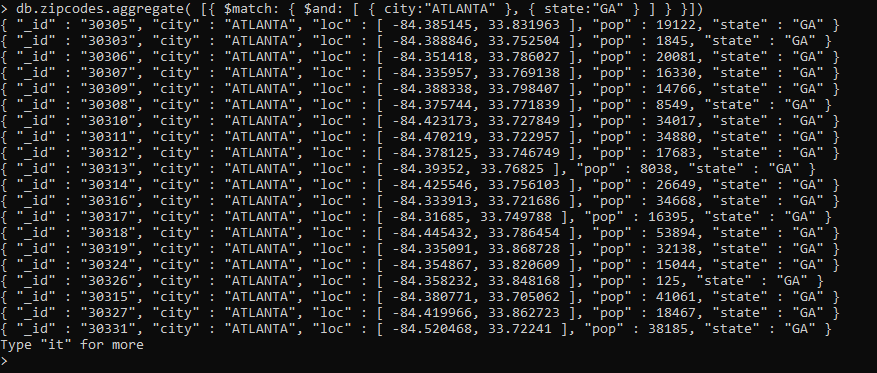 > db.zipcodes.aggregate( [{ $match: { $and: [ { city:"ATLANTA" }, { state:"GA" } ] } }])
{ "_id" : "30305", "city" : "ATLANTA", "loc" : [ -84.385145, 33.831963 ], "pop" : 19122, "state" : "GA" }
{ "_id" : "30303", "city" : "ATLANTA", "loc" : [ -84.388846, 33.752504 ], "pop" : 1845, "state" : "GA" }
{ "_id" : "30306", "city" : "ATLANTA", "loc" : [ -84.351418, 33.786027 ], "pop" : 20081, "state" : "GA" }
{ "_id" : "30307", "city" : "ATLANTA", "loc" : [ -84.335957, 33.769138 ], "pop" : 16330, "state" : "GA" }
{ "_id" : "30309", "city" : "ATLANTA", "loc" : [ -84.388338, 33.798407 ], "pop" : 14766, "state" : "GA" }
{ "_id" : "30308", "city" : "ATLANTA", "loc" : [ -84.375744, 33.771839 ], "pop" : 8549, "state" : "GA" }
{ "_id" : "30310", "city" : "ATLANTA", "loc" : [ -84.423173, 33.727849 ], "pop" : 34017, "state" : "GA" }
{ "_id" : "30311", "city" : "ATLANTA", "loc" : [ -84.470219, 33.722957 ], "pop" : 34880, "state" : "GA" }
{ "_id" : "30312", "city" : "ATLANTA", "loc" : [ -84.378125, 33.746749 ], "pop" : 17683, "state" : "GA" }
{ "_id" : "30313", "city" : "ATLANTA", "loc" : [ -84.39352, 33.76825 ], "pop" : 8038, "state" : "GA" }
{ "_id" : "30314", "city" : "ATLANTA", "loc" : [ -84.425546, 33.756103 ], "pop" : 26649, "state" : "GA" }
{ "_id" : "30316", "city" : "ATLANTA", "loc" : [ -84.333913, 33.721686 ], "pop" : 34668, "state" : "GA" }
{ "_id" : "30317", "city" : "ATLANTA", "loc" : [ -84.31685, 33.749788 ], "pop" : 16395, "state" : "GA" }
{ "_id" : "30318", "city" : "ATLANTA", "loc" : [ -84.445432, 33.786454 ], "pop" : 53894, "state" : "GA" }
{ "_id" : "30319", "city" : "ATLANTA", "loc" : [ -84.335091, 33.868728 ], "pop" : 32138, "state" : "GA" }
{ "_id" : "30324", "city" : "ATLANTA", "loc" : [ -84.354867, 33.820609 ], "pop" : 15044, "state" : "GA" }
{ "_id" : "30326", "city" : "ATLANTA", "loc" : [ -84.358232, 33.848168 ], "pop" : 125, "state" : "GA" }
{ "_id" : "30315", "city" : "ATLANTA", "loc" : [ -84.380771, 33.705062 ], "pop" : 41061, "state" : "GA" }
{ "_id" : "30327", "city" : "ATLANTA", "loc" : [ -84.419966, 33.862723 ], "pop" : 18467, "state" : "GA" }
{ "_id" : "30331", "city" : "ATLANTA", "loc" : [ -84.520468, 33.72241 ], "pop" : 38185, "state" : "GA" }
Type "it" for more
>